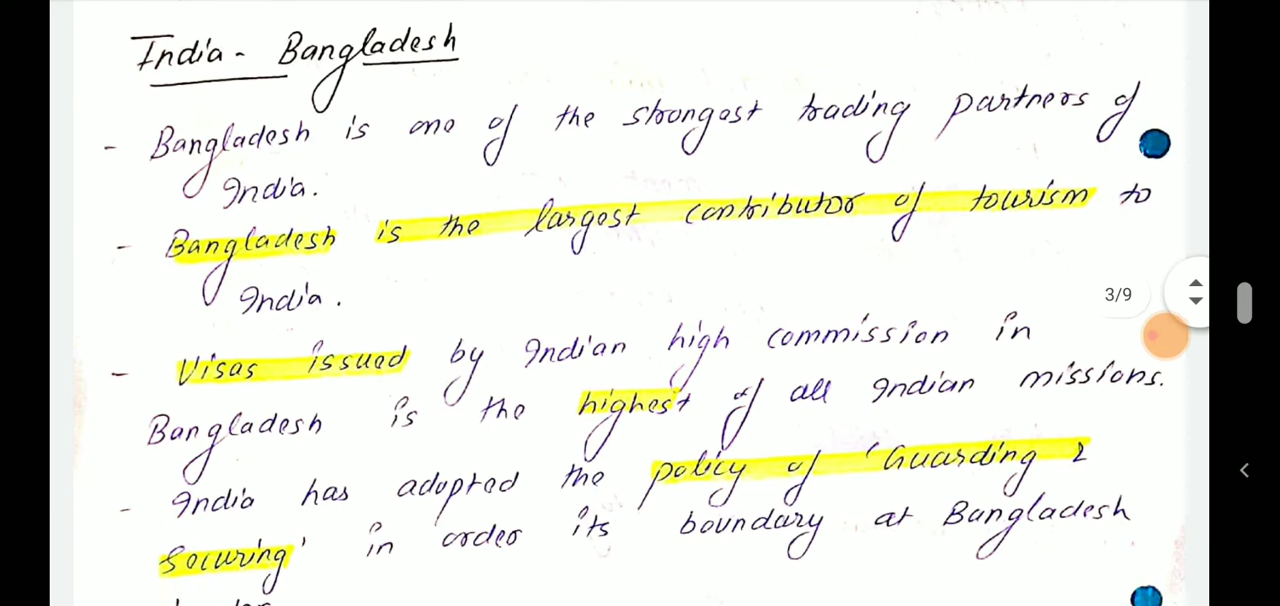 India - Bangladesh
- Bangladesh is one of the strongest trading partners of
India.
- Bangladesh is the largest contributor of tourism to
India.
3/9
- Visas issued by Indian high commission in
Bangladesh is the highest of all Indian missions.
- India has adopted the policy of 'Guarding &
Securing' in order its boundary at Bangladesh